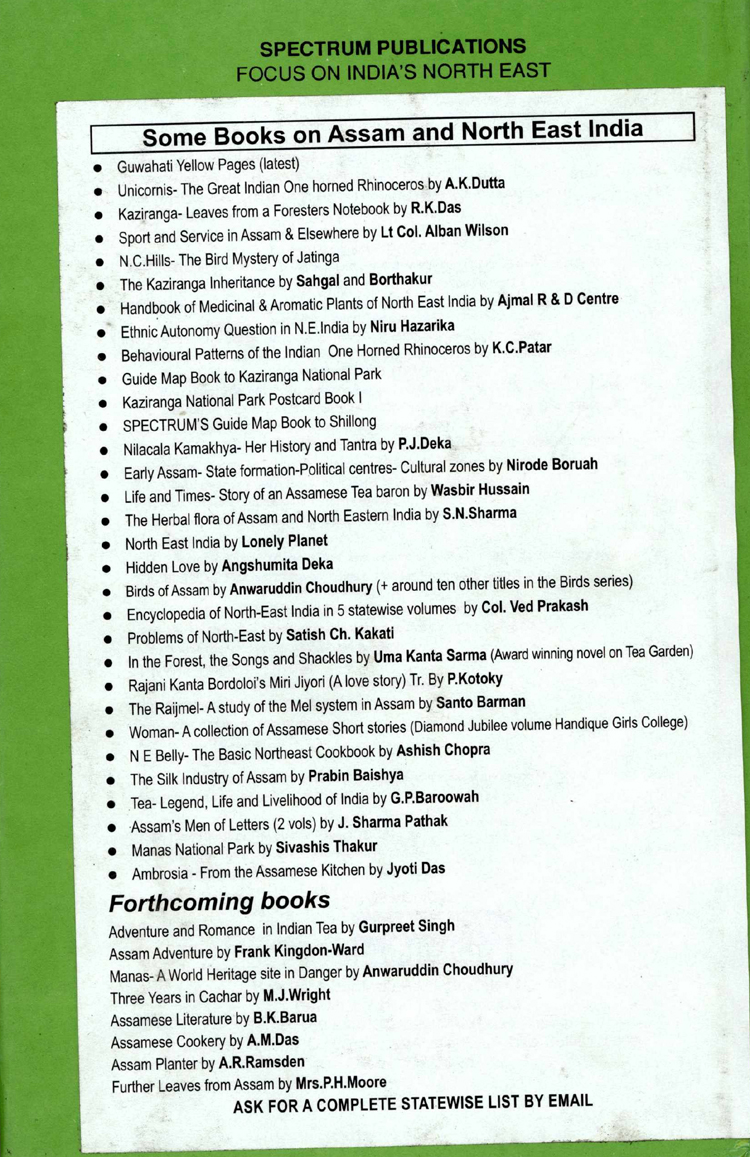 SPECTRUM PUBLICATIONS
FOCUS ON INDIA'S NORTH EAST
Some Books on Assam and North East India
● Guwahati Yellow Pages (latest)
● Unicornis- The Great Indian One horned Rhinoceros by A.K.Dutta
● Kaziranga- Leaves from a Foresters Notebook by R.K.Das
● Sport and Service in Assam & Elsewhere by Lt Col. Alban Wilson
● N.C.Hills- The Bird Mystery of Jatinga
● The Kaziranga Inheritance by Sahgal and Borthakur
● Handbook of Medicinal & Aromatic Plants of North East India by Ajmal R & D Centre
● Ethnic Autonomy Question in N.E.India by Niru Hazarika
● Behavioural Patterns of the Indian One Horned Rhinoceros by K.C.Patar
● Guide Map Book to Kaziranga National Park
● Kaziranga National Park Postcard Book I
● SPECTRUM'S Guide Map Book to Shillong
● Nilacala Kamakhya- Her History and Tantra by P.J.Deka
● Early Assam- State formation-Political centres- Cultural zones by Nirode Boruah
● Life and Times- Story of an Assamese Tea baron by Wasbir Hussain
● The Herbal flora of Assam and North Eastern India by S.N.Sharma
● North East India by Lonely Planet
● Hidden Love by Angshumita Deka
● Birds of Assam by Anwaruddin Choudhury (+ around ten other titles in the Birds series)
● Encyclopedia of North-East India in 5 statewise volumes by Col. Ved Prakash
● Problems of North-East by Satish Ch. Kakati
● In the Forest, the Songs and Shackles by Uma Kanta Sarma (Award winning novel on Tea Garden)
● Rajani Kanta Bordoloi's Miri Jiyori (A love story) Tr. By P.Kotoky
● The Raijmel- A study of the Mel system in Assam by Santo Barman
● Woman- A collection of Assamese Short stories (Diamond Jubilee volume Handique Girls College)
● N E Belly- The Basic Northeast Cookbook by Ashish Chopra
● The Silk Industry of Assam by Prabin Baishya
● Tea- Legend, Life and Livelihood of India by G.P.Baroowah
● Assam's Men of Letters (2 vols) by J. Sharma Pathak
● Manas National Park by Sivashis Thakur
● Ambrosia - From the Assamese Kitchen by Jyoti Das
Forthcoming books
Adventure and Romance in Indian Tea by Gurpreet Singh
Assam Adventure by Frank Kingdon-Ward
Manas- A World Heritage site in Danger by Anwaruddin Choudhury
Three Years in Cachar by M.J.Wright
Assamese Literature by B.K.Barua
Assamese Cookery by A.M.Das
Assam Planter by A.R.Ramsden
Further Leaves from Assam by Mrs.P.H.Moore
ASK FOR A COMPLETE STATEWISE LIST BY EMAIL